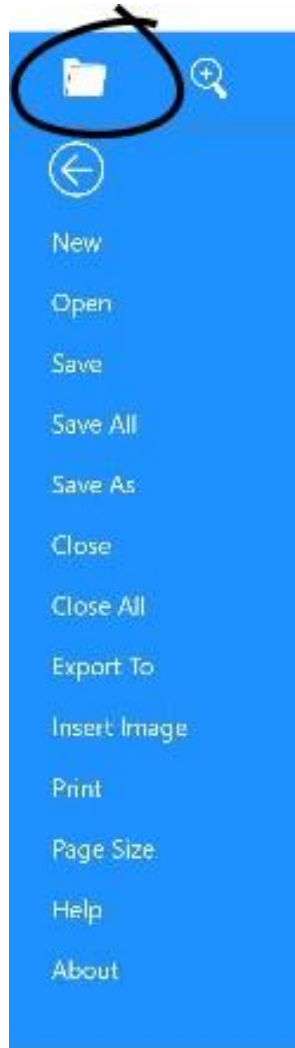 New
Open
Save
Save All
Save As
Close
Close All
Export To
Insert Image
Print
Page Size
Help
About